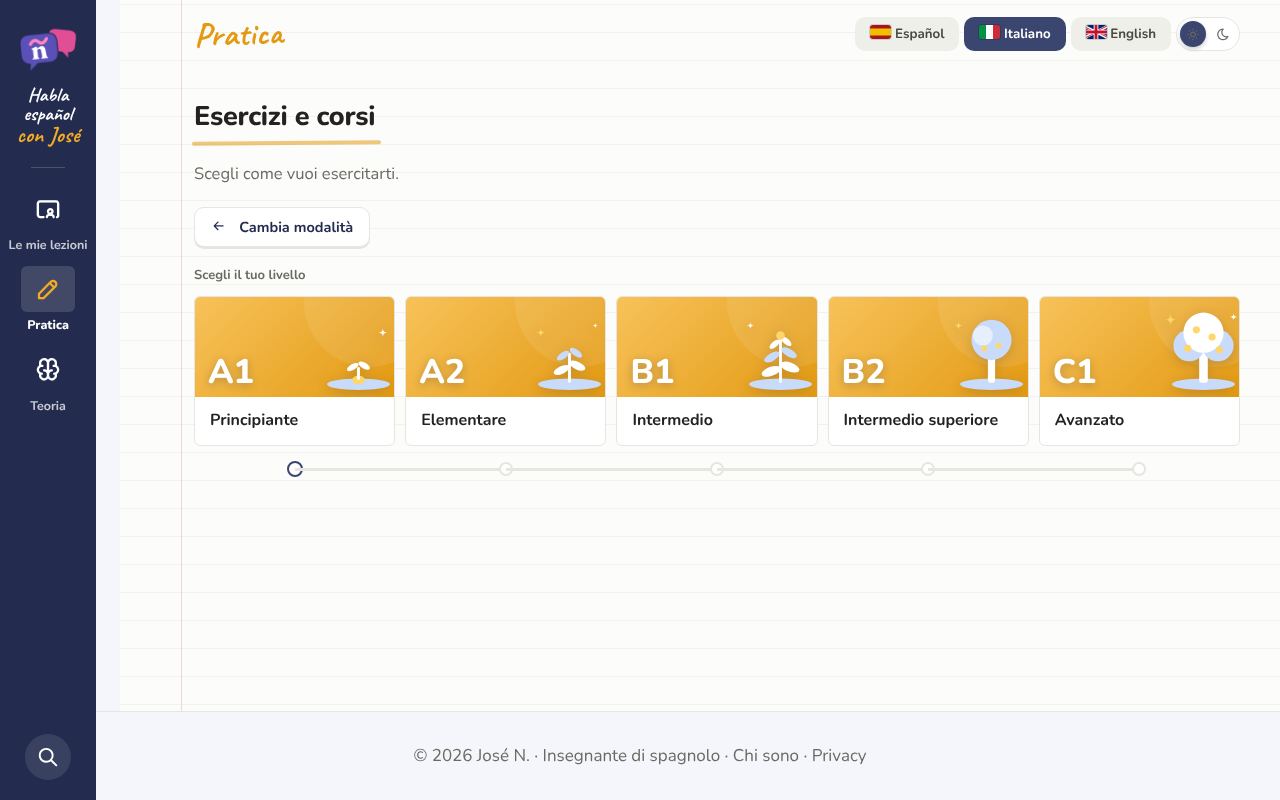 ñ
Habla
español
con José
Le mie lezioni
Pratica
Teoria
Pratica
Español
Italiano
English
Esercizi e corsi
Scegli come vuoi esercitarti.
← Cambia modalità
Scegli il tuo livello
A1
Principiante
A2
Elementare
B1
Intermedio
B2
Intermedio superiore
C1
Avanzato
© 2026 José N. · Insegnante di spagnolo · Chi sono · Privacy